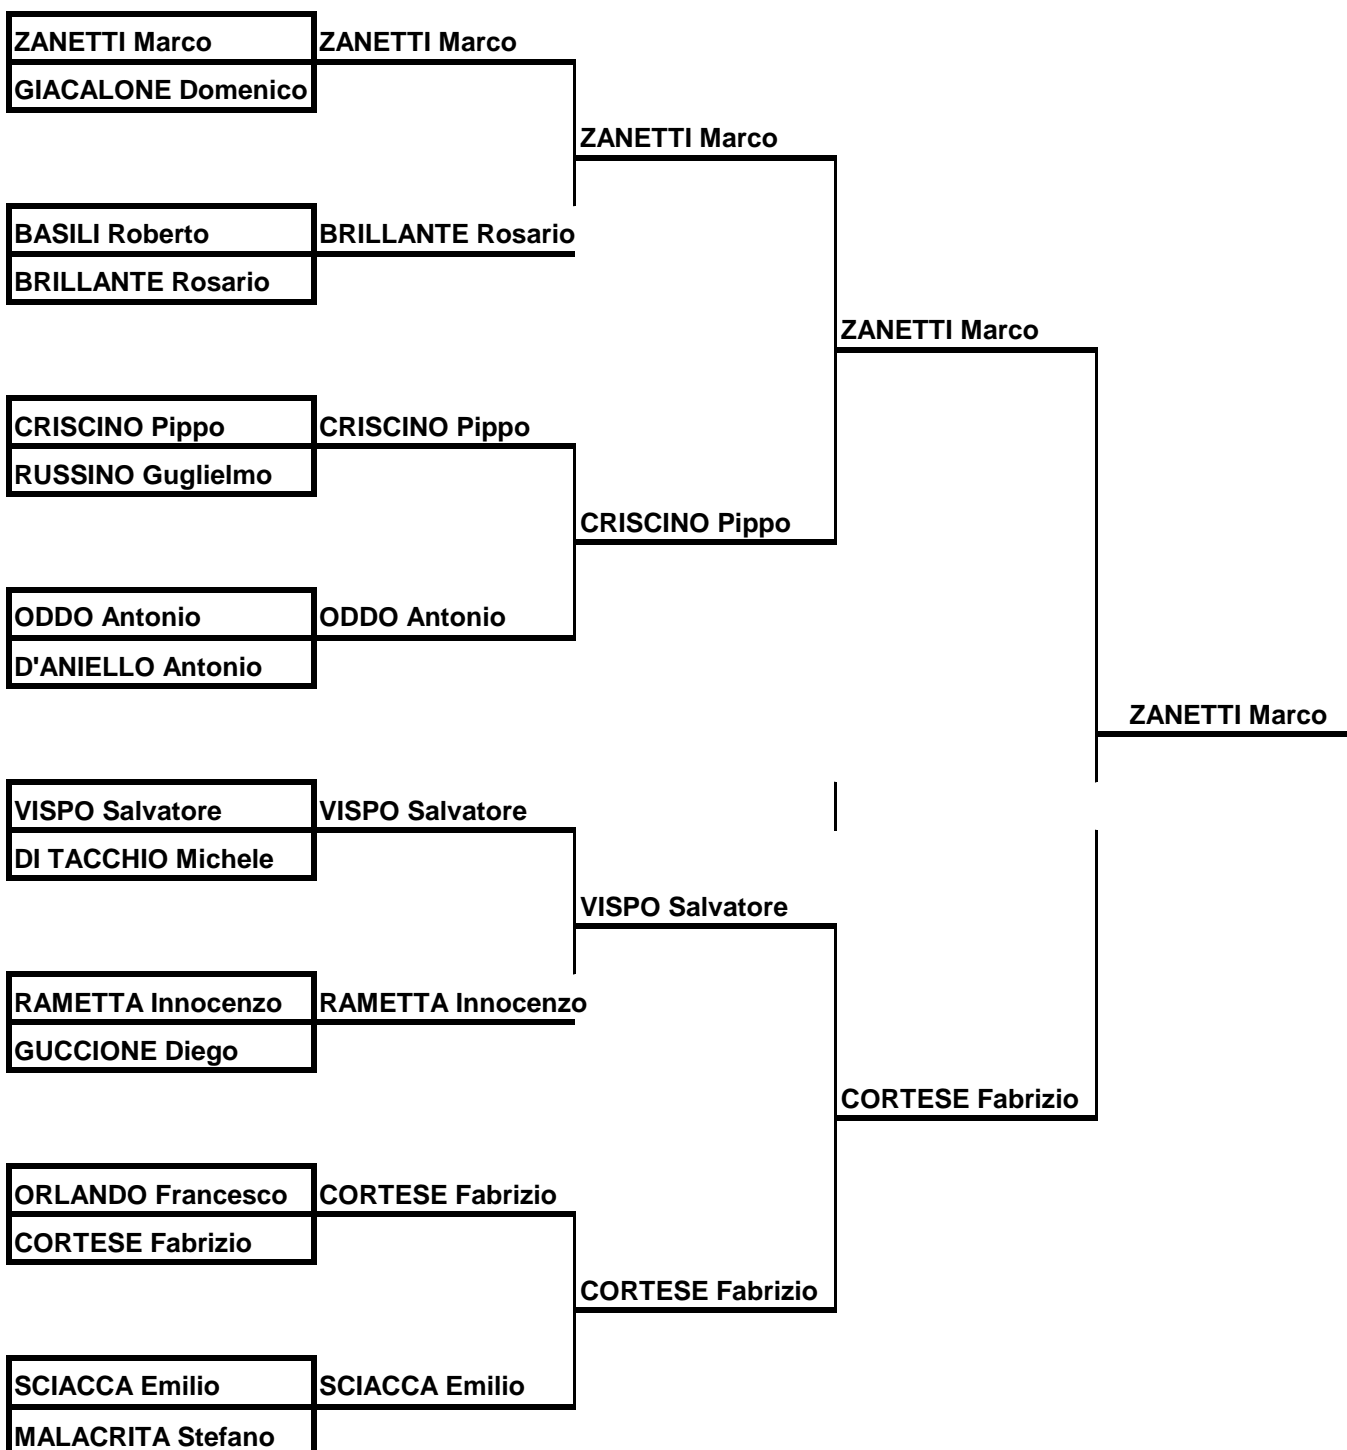 ZANETTI Marco ZANETTI Marco
GIACALONE Domenico
ZANETTI Marco
BASILI Roberto BRILLANTE Rosario
BRILLANTE Rosario
ZANETTI Marco
CRISCINO Pippo CRISCINO Pippo
RUSSINO Guglielmo
CRISCINO Pippo
ODDO Antonio ODDO Antonio
D'ANIELLO Antonio
ZANETTI Marco
VISPO Salvatore VISPO Salvatore
DI TACCHIO Michele
VISPO Salvatore
RAMETTA Innocenzo RAMETTA Innocenzo
GUCCIONE Diego
CORTESE Fabrizio
ORLANDO Francesco CORTESE Fabrizio
CORTESE Fabrizio
CORTESE Fabrizio
SCIACCA Emilio SCIACCA Emilio
MALACRITA Stefano